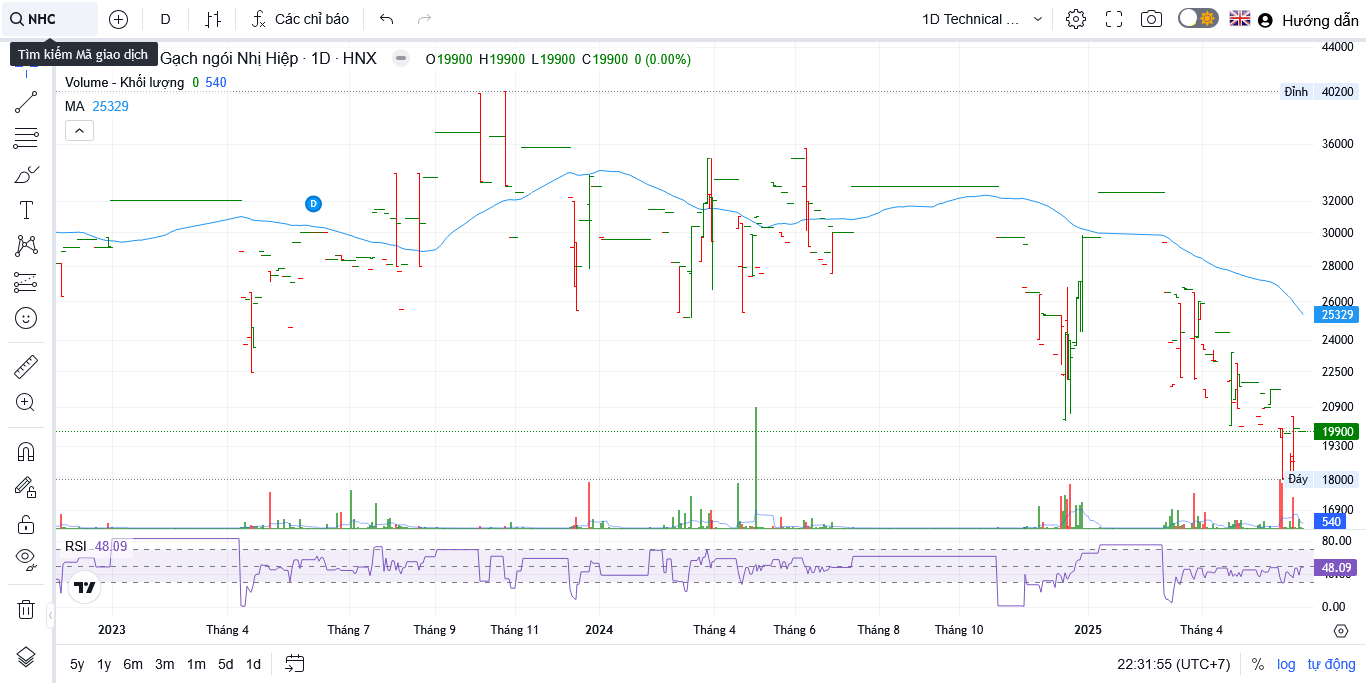 NHC
D
Các chỉ báo
1D Technical ...
Hướng dẫn
Tìm kiếm Mã giao dịch
Gạch ngói Nhị Hiệp · 1D · HNX
O19900 H19900 L19900 C19900 0 (0.00%)
Volume - Khối lượng 0 540
MA 25329
D
44000
Đỉnh 40200
36000
32000
30000
28000
26000
25329
24000
22500
20900
19900
19300
Đáy 18000
16900
540
RSI 48.09
80.00
48.09
0.00
2023 Tháng 4 Tháng 7 Tháng 9 Tháng 11 2024 Tháng 4 Tháng 6 Tháng 8 Tháng 10 2025 Tháng 4
5y 1y 6m 3m 1m 5d 1d
22:31:55 (UTC+7) % log tự động